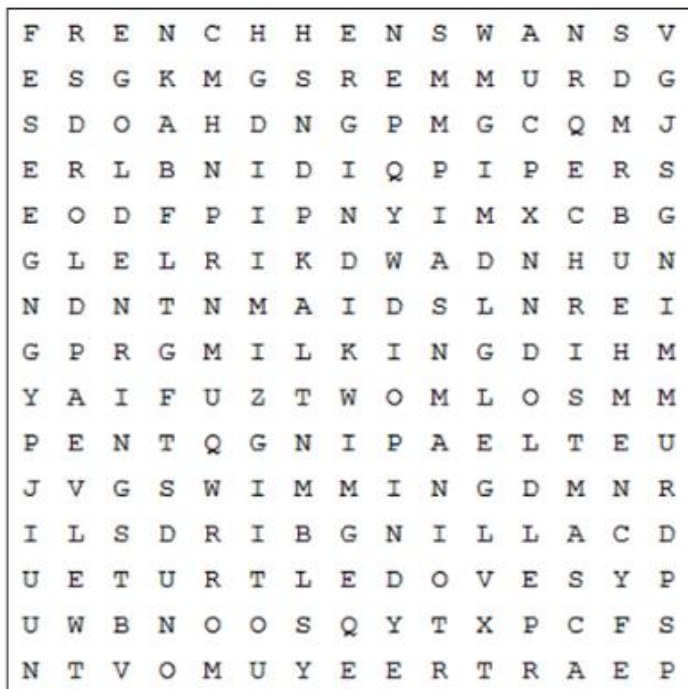 F R E N C H H E N S W A N S V
E S G K M G S R E M M U R D G
S D O A H D N G P M G C Q M J
E R L B N I D I Q P I P E R S
E O D F P I P N Y I M X C B G
G L E L R I K D W A D N H U N
N D N T N M A I D S L N R E I
G P R G M I L K I N G D I H M
Y A I F U Z T W O M L O S M M
P E N T Q G N I P A E L T E U
J V G S W I M M I N G D M N R
I L S D R I B G N I L L A C D
U E T U R T L E D O V E S Y P
U W B N O O S Q Y T X P C F S
N T V O M U Y E E R T R A E P